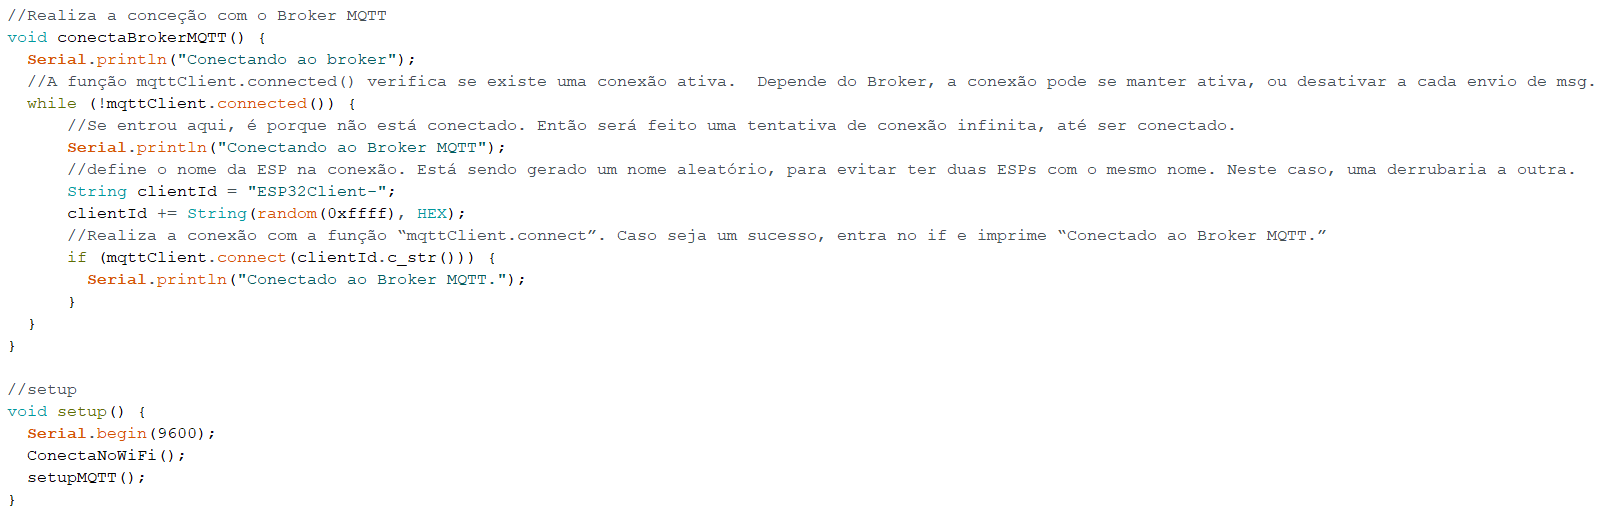 //Realiza a conceção com o Broker MQTT
void conectaBrokerMQTT() {
  Serial.println("Conectando ao broker");
  //A função mqttClient.connected() verifica se existe uma conexão ativa.  Depende do Broker, a conexão pode se manter ativa, ou desativar a cada envio de msg.
  while (!mqttClient.connected()) {
      //Se entrou aqui, é porque não está conectado. Então será feito uma tentativa de conexão infinita, até ser conectado.
      Serial.println("Conectando ao Broker MQTT");
      //define o nome da ESP na conexão. Está sendo gerado um nome aleatório, para evitar ter duas ESPs com o mesmo nome. Neste caso, uma derrubaria a outra.
      String clientId = "ESP32Client-";
      clientId += String(random(0xffff), HEX);
      //Realiza a conexão com a função “mqttClient.connect”. Caso seja um sucesso, entra no if e imprime “Conectado ao Broker MQTT.”
      if (mqttClient.connect(clientId.c_str())) {
        Serial.println("Conectado ao Broker MQTT.");
      }
  }
}

//setup
void setup() {
  Serial.begin(9600);
  ConectaNoWiFi();
  setupMQTT();
}